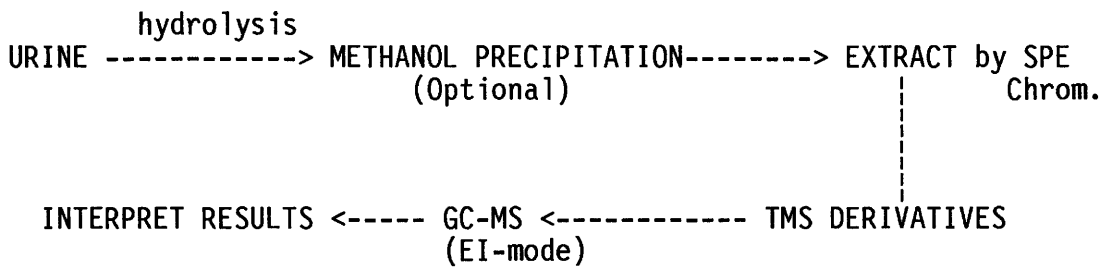 hydrolysis
URINE ------------> METHANOL PRECIPITATION--------> EXTRACT by SPE
(Optional) Chrom.
INTERPRET RESULTS <----- GC-MS <------------ TMS DERIVATIVES
(EI-mode)